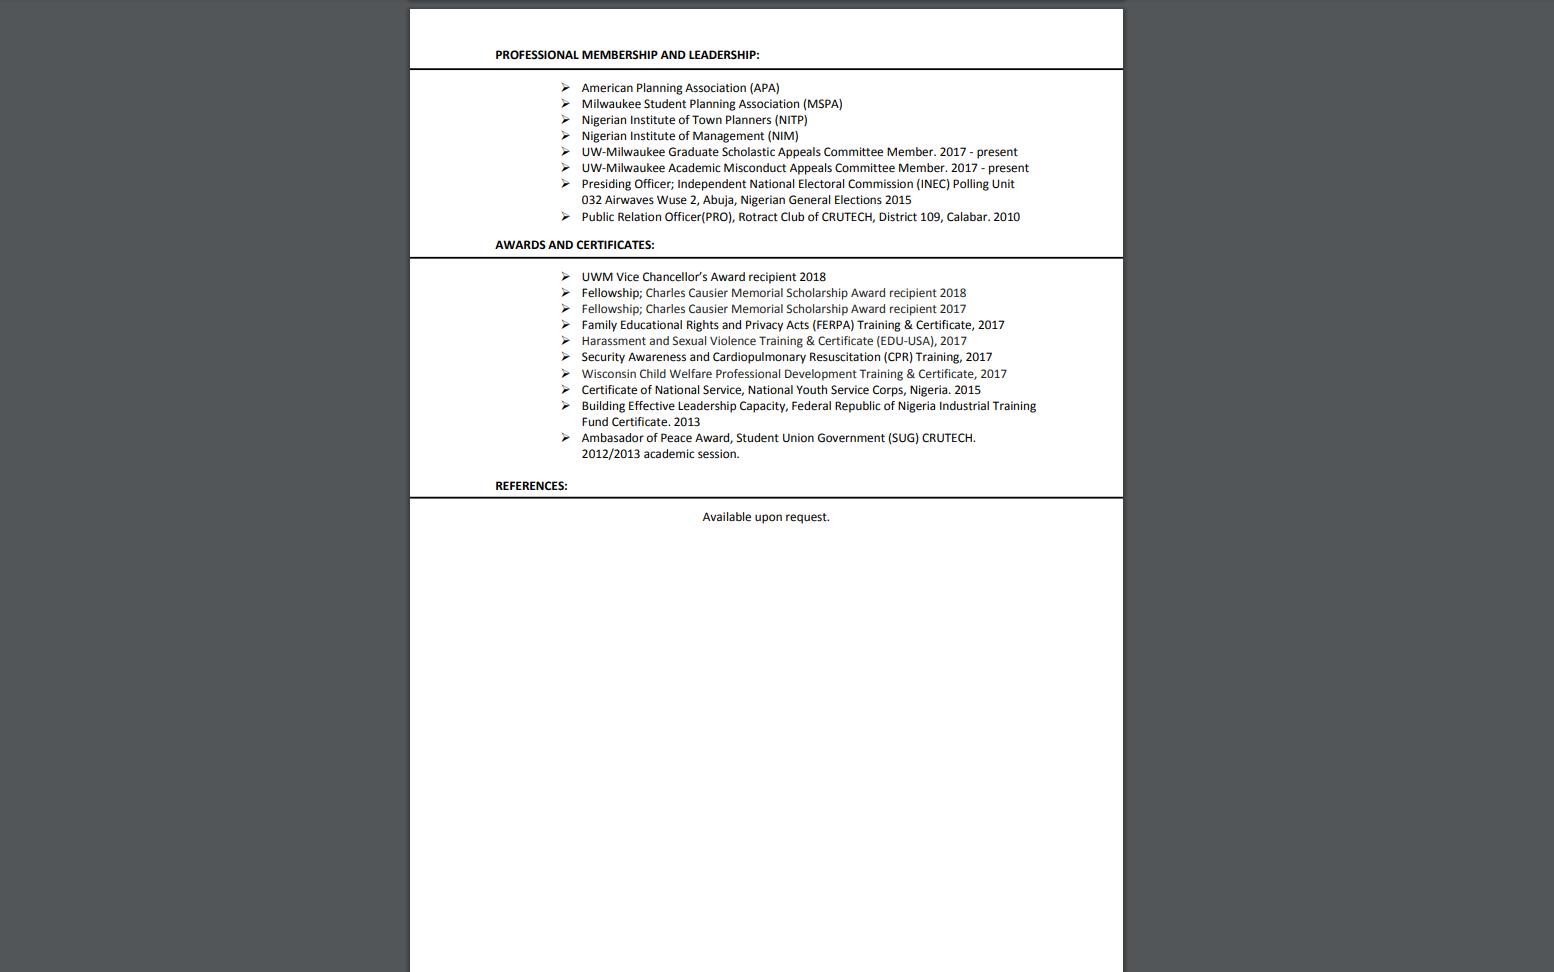 PROFESSIONAL MEMBERSHIP AND LEADERSHIP:
➢ American Planning Association (APA)
➢ Milwaukee Student Planning Association (MSPA)
➢ Nigerian Institute of Town Planners (NITP)
➢ Nigerian Institute of Management (NIM)
➢ UW-Milwaukee Graduate Scholastic Appeals Committee Member. 2017 - present
➢ UW-Milwaukee Academic Misconduct Appeals Committee Member. 2017 - present
➢ Presiding Officer; Independent National Electoral Commission (INEC) Polling Unit
032 Airwaves Wuse 2, Abuja, Nigerian General Elections 2015
➢ Public Relation Officer(PRO), Rotract Club of CRUTECH, District 109, Calabar. 2010
AWARDS AND CERTIFICATES:
➢ UWM Vice Chancellor’s Award recipient 2018
➢ Fellowship; Charles Causier Memorial Scholarship Award recipient 2018
➢ Fellowship; Charles Causier Memorial Scholarship Award recipient 2017
➢ Family Educational Rights and Privacy Acts (FERPA) Training & Certificate, 2017
➢ Harassment and Sexual Violence Training & Certificate (EDU-USA), 2017
➢ Security Awareness and Cardiopulmonary Resuscitation (CPR) Training, 2017
➢ Wisconsin Child Welfare Professional Development Training & Certificate, 2017
➢ Certificate of National Service, National Youth Service Corps, Nigeria. 2015
➢ Building Effective Leadership Capacity, Federal Republic of Nigeria Industrial Training
Fund Certificate. 2013
➢ Ambasador of Peace Award, Student Union Government (SUG) CRUTECH.
2012/2013 academic session.
REFERENCES:
Available upon request.